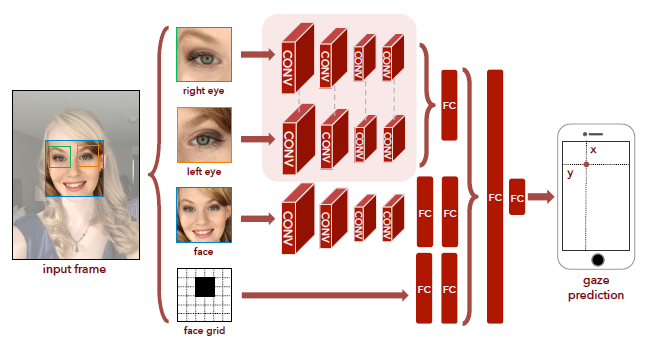 right eye
CONV
CONV
CONV
CONV
left eye
CONV
CONV
CONV
CONV
FC
face
CONV
CONV
CONV
CONV
FC
FC
face grid
FC
FC
FC
FC
input frame
x
y
gaze
prediction